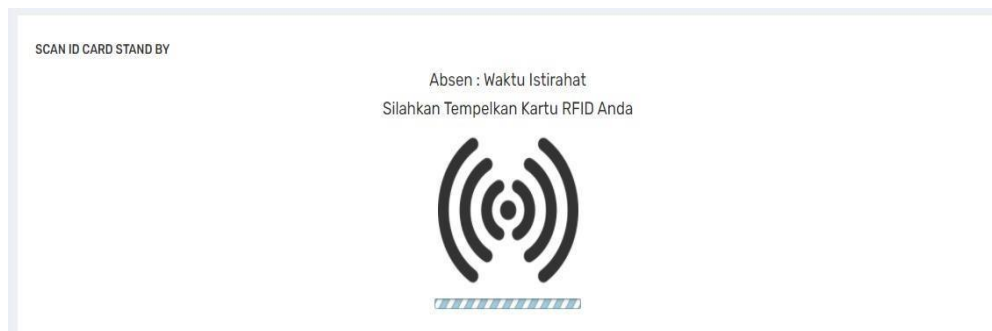 SCAN ID CARD STAND BY
Absen : Waktu Istirahat
Silahkan Tempelkan Kartu RFID Anda